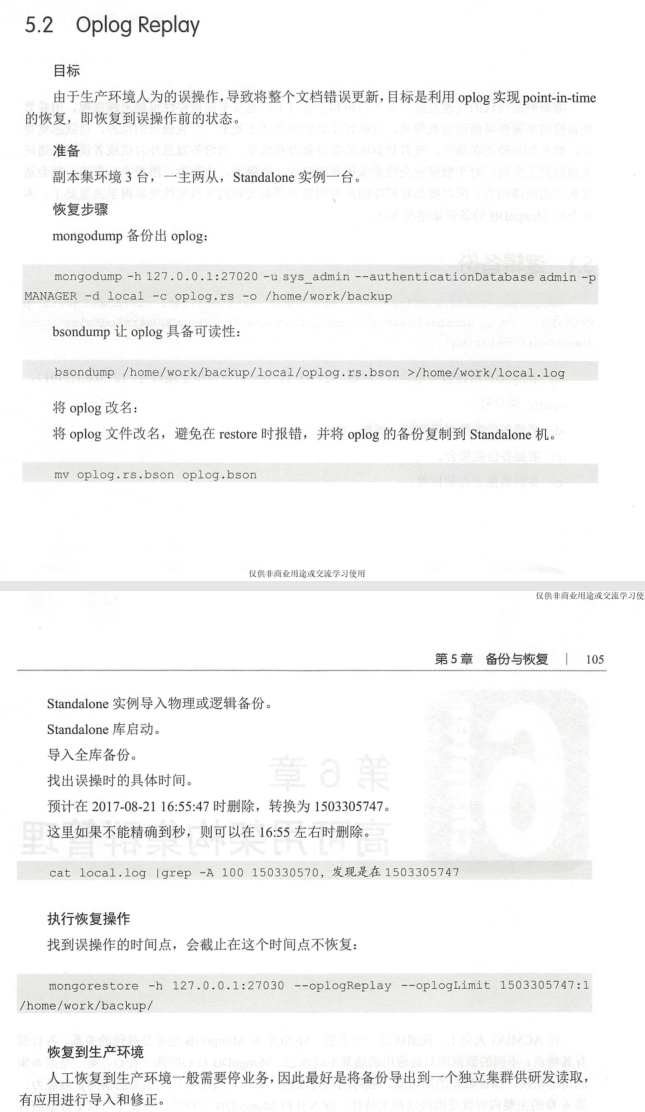 5.2 Oplog Replay
目标
由于生产环境人为的误操作,导致将整个文档错误更新,目标是利用 oplog 实现 point-in-time
的恢复，即恢复到误操作前的状态。
准备
副本集环境 3 台，一主两从，Standalone 实例一台。
恢复步骤
mongodump 备份出 oplog：
mongodump -h 127.0.0.1:27020 -u sys_admin --authenticationDatabase admin -p
MANAGER -d local -c oplog.rs -o /home/work/backup
bsondump 让 oplog 具备可读性：
bsondump /home/work/backup/local/oplog.rs.bson >/home/work/local.log
将 oplog 改名：
将 oplog 文件改名，避免在 restore 时报错，并将 oplog 的备份复制到 Standalone 机。
mv oplog.rs.bson oplog.bson
仅供非商业用途或交流学习使用
仅供非商业用途或交流学习使
第 5 章 备份与恢复 | 105
Standalone 实例导入物理或逻辑备份。
Standalone 库启动。
导入全库备份。
找出误操时的具体时间。
预计在 2017-08-21 16:55:47 时删除，转换为 1503305747。
这里如果不能精确到秒，则可以在 16:55 左右时删除。
cat local.log |grep -A 100 150330570, 发现是在 1503305747
执行恢复操作
找到误操作的时间点，会截止在这个时间点不恢复：
mongorestore -h 127.0.0.1:27030 --oplogReplay --oplogLimit 1503305747:1
/home/work/backup/
恢复到生产环境
人工恢复到生产环境一般需要停业务，因此最好是将备份导出到一个独立集群供研发读取，
有应用进行导入和修正。